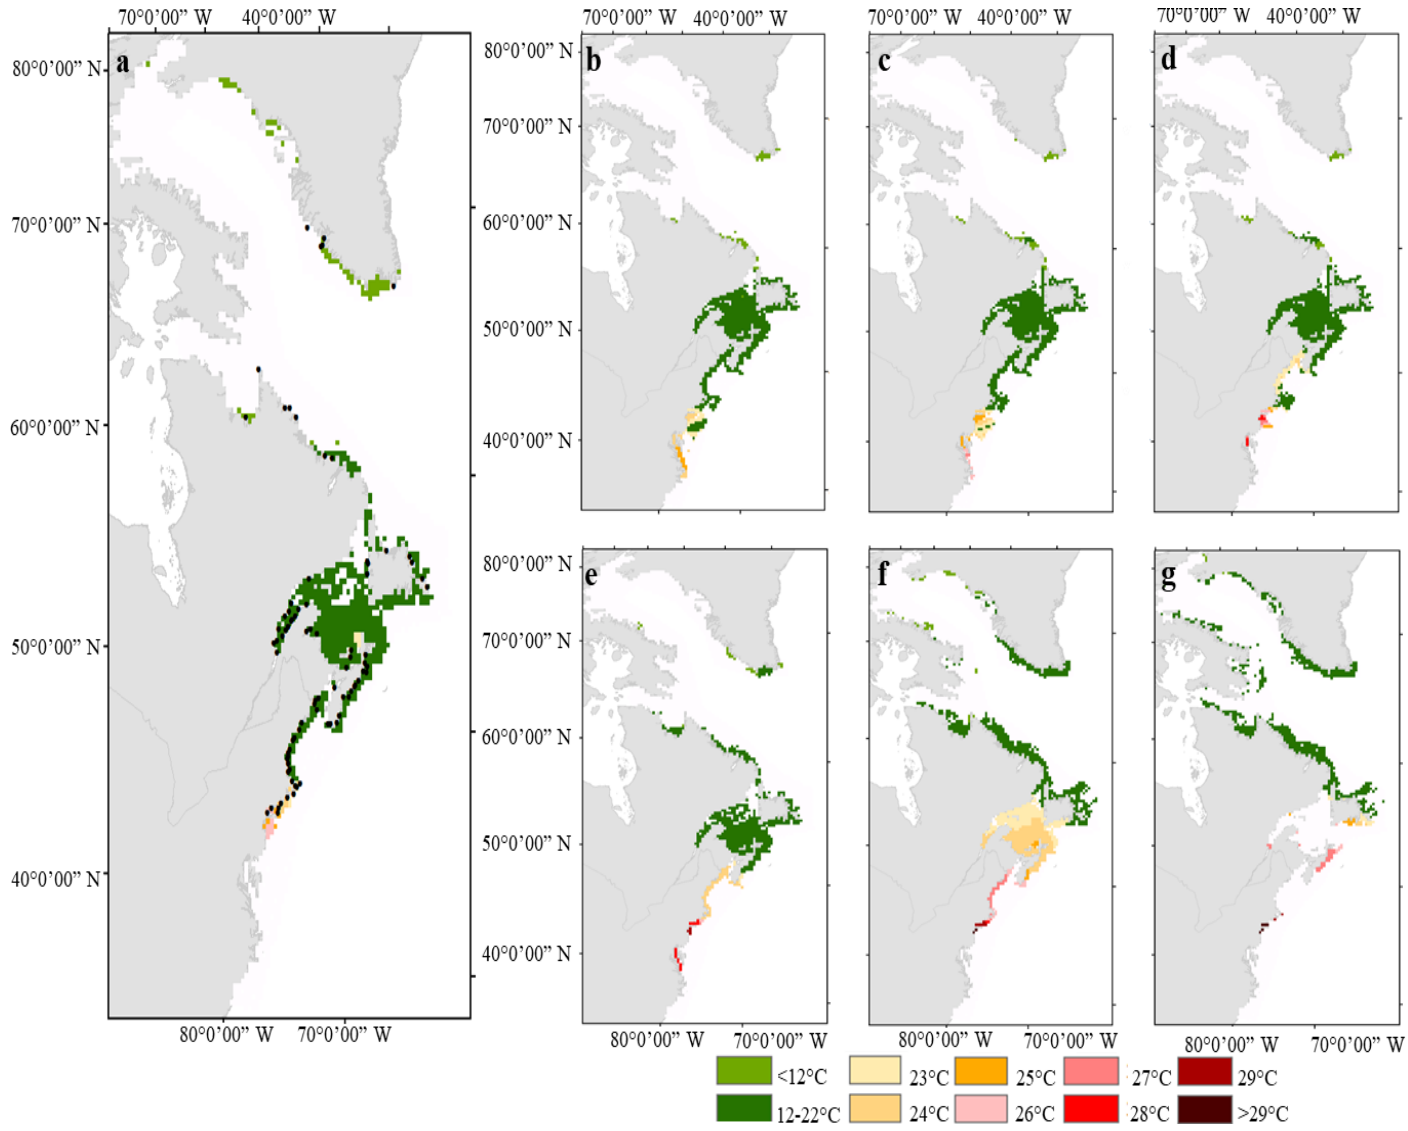 70°0'00” W 40°0'00” W
80°0'00” N
70°0'00” N
60°0'00” N
50°0'00” N
40°0'00” N
80°0'00” W 70°0'00” W
a
70°0'00” W 40°0'00” W 70°0'00” W 40°0'00” W 70°0'00” W 40°0'00” W
80°0'00” N
70°0'00” N
60°0'00” N
50°0'00” N
40°0'00” N
b c d
80°0'00” N
70°0'00” N
60°0'00” N
50°0'00” N
40°0'00” N
e f g
80°0'00” W 70°0'00” W 80°0'00” W 70°0'00” W 80°0'00” W 70°0'00” W
<12°C 23°C 25°C 27°C 29°C
12-22°C 24°C 26°C 28°C >29°C